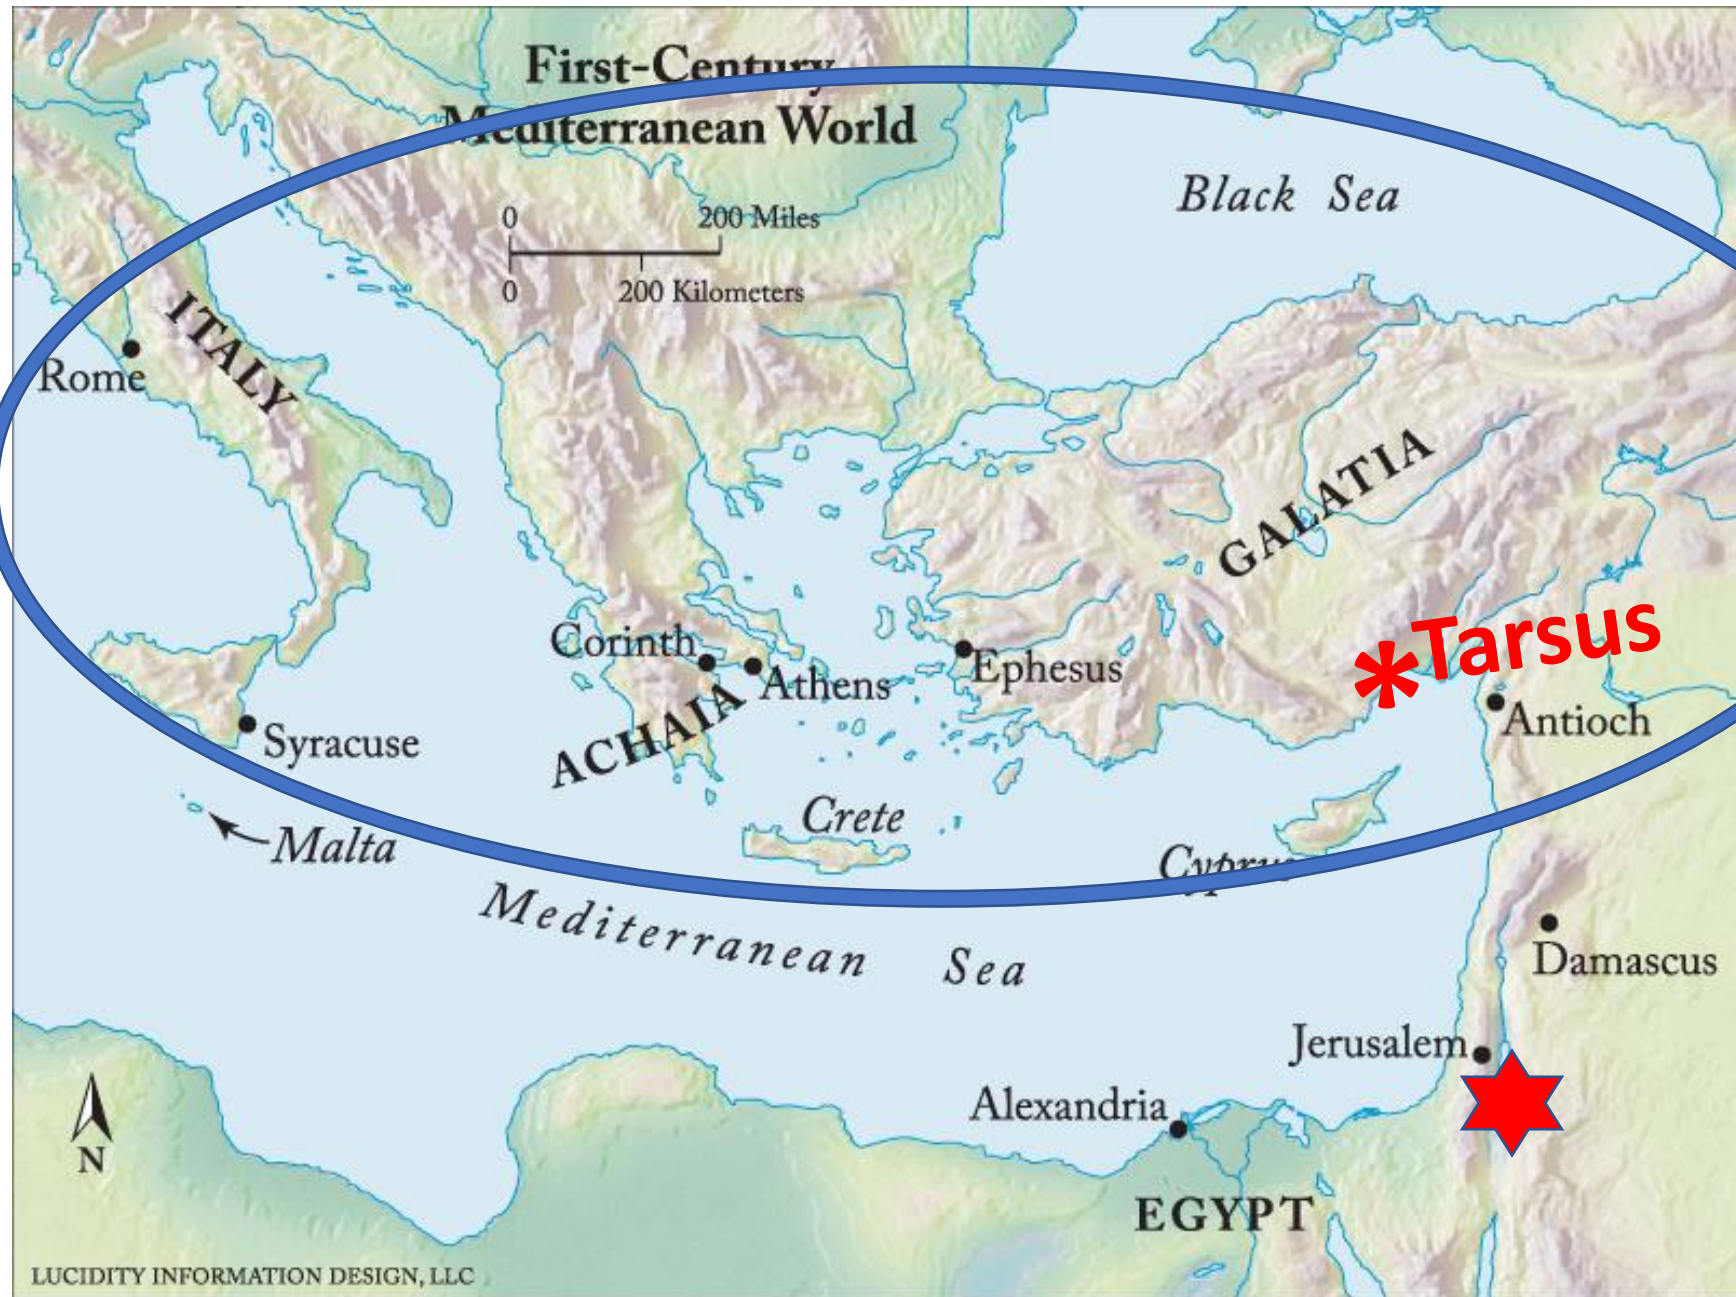 First-Century
Mediterranean World
Black Sea
0 200 Miles
0 200 Kilometers
ITALY
Rome
GALATIA
*Tarsus
Corinth
Athens
Ephesus
Antioch
ACHAIA
Syracuse
Crete
Malta
Cyprus
Mediterranean Sea
Damascus
Jerusalem
Alexandria
N
EGYPT
LUCIDITY INFORMATION DESIGN, LLC